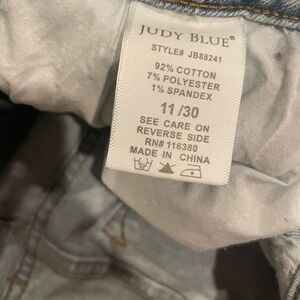 JUDY BLUE®
STYLE# JB88241
92% COTTON
7% POLYESTER
1% SPANDEX
11 /30
SEE CARE ON
REVERSE SIDE
RN# 116380
MADE IN CHINA